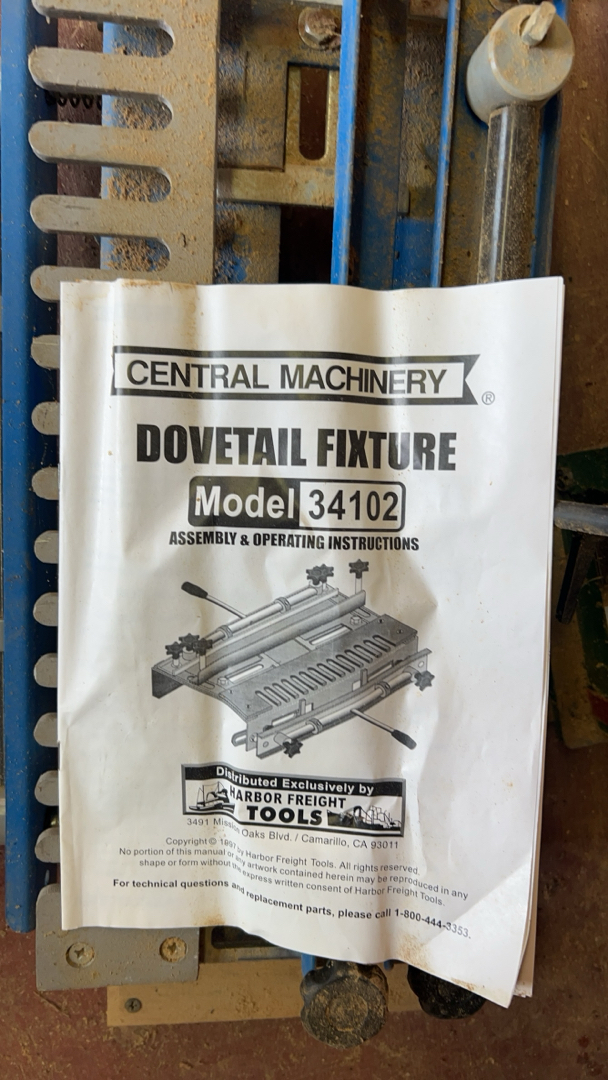 CENTRAL MACHINERY
®
DOVETAIL FIXTURE
Model 34102
ASSEMBLY & OPERATING INSTRUCTIONS
Distributed Exclusively by
HARBOR FREIGHT
TOOLS
3491 Mission Oaks Blvd. / Camarillo, CA 93011
Copyright © 1997 by Harbor Freight Tools. All rights reserved.
No portion of this manual or any artwork contained herein may be reproduced in any
shape or form without the express written consent of Harbor Freight Tools.
For technical questions and replacement parts, please call 1-800-444-3353.